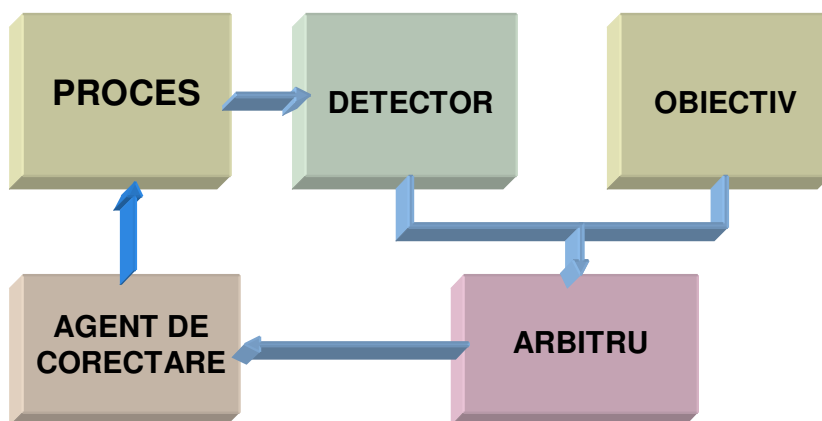 PROCES
DETECTOR
OBIECTIV
AGENT DE
CORECTARE
ARBITRU